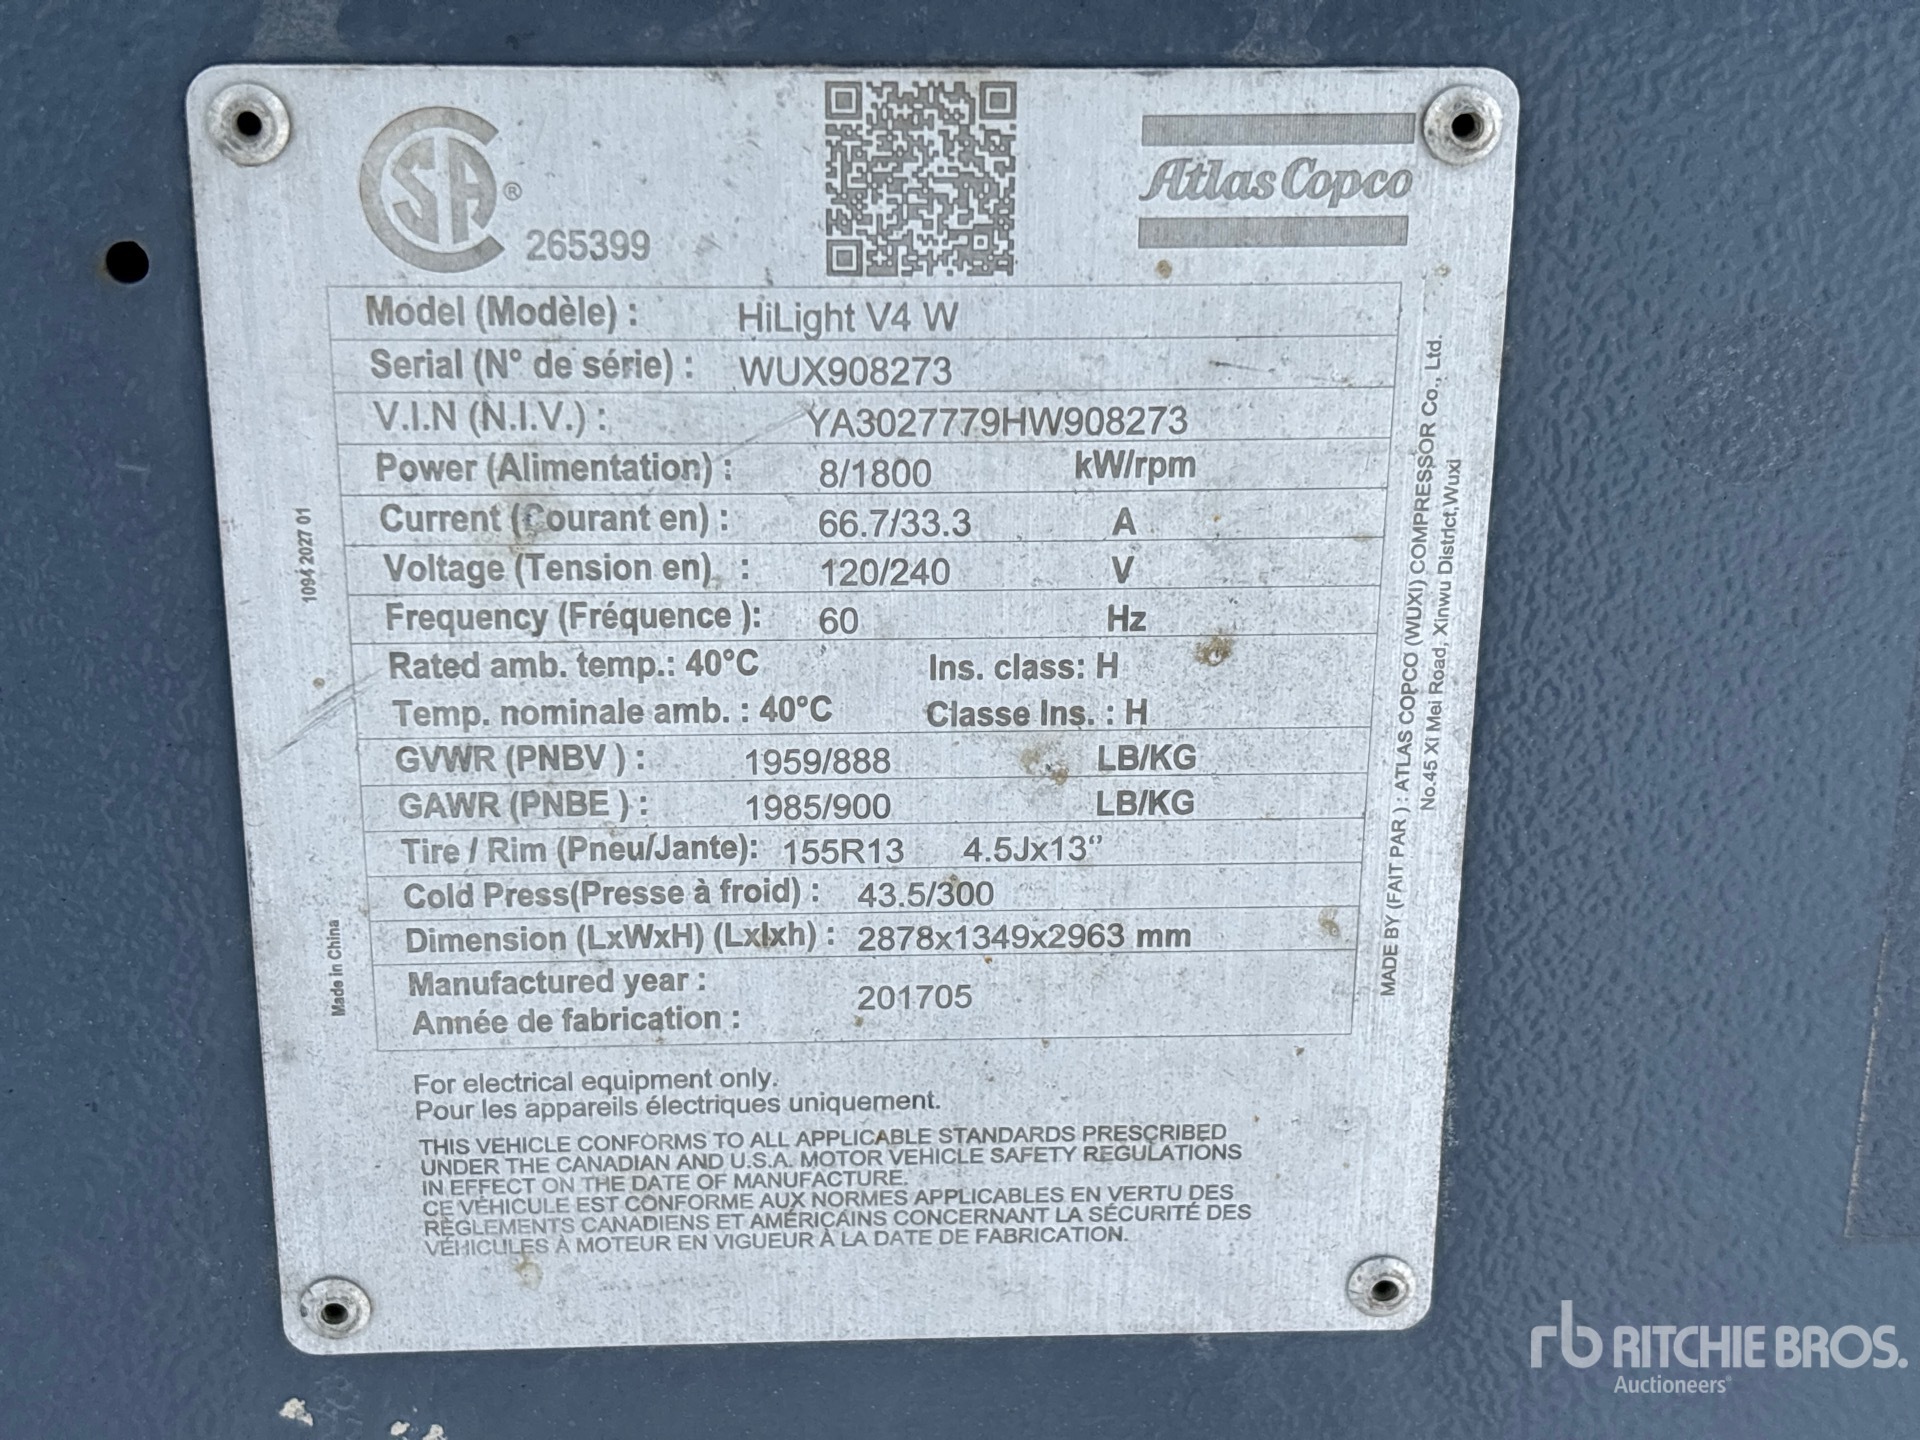 CSA ®
265399
Atlas Copco
Model (Modèle) : HiLight V4 W
Serial (N° de série) : WUX908273
V.I.N (N.I.V.) : YA3027779HW908273
Power (Alimentation) : 8/1800 kW/rpm
Current (Courant en) : 66.7/33.3 A
Voltage (Tension en) : 120/240 V
Frequency (Fréquence ): 60 Hz
Rated amb. temp.: 40°C Ins. class: H
Temp. nominale amb. : 40°C Classe Ins. : H
GVWR (PNBV ) : 1959/888 LB/KG
GAWR (PNBE ) : 1985/900 LB/KG
Tire / Rim (Pneu/Jante): 155R13 4.5Jx13"
Cold Press(Presse à froid) : 43.5/300
Dimension (LxWxH) (Lxlxh) : 2878x1349x2963 mm
Manufactured year :
Année de fabrication : 201705
For electrical equipment only.
Pour les appareils électriques uniquement.
THIS VEHICLE CONFORMS TO ALL APPLICABLE STANDARDS PRESCRIBED
UNDER THE CANADIAN AND U.S.A. MOTOR VEHICLE SAFETY REGULATIONS
IN EFFECT ON THE DATE OF MANUFACTURE.
CE VÉHICULE EST CONFORME AUX NORMES APPLICABLES EN VERTU DES
RÈGLEMENTS CANADIENS ET AMÉRICAINS CONCERNANT LA SÉCURITÉ DES
VÉHICULES À MOTEUR EN VIGUEUR À LA DATE DE FABRICATION.
1094 2027 01
Made in China
MADE BY (FAIT PAR ) : ATLAS COPCO (WUXI) COMPRESSOR Co., Ltd.
No.45 Xi Mei Road, Xinwu District,Wuxi
rb RITCHIE BROS.
Auctioneers